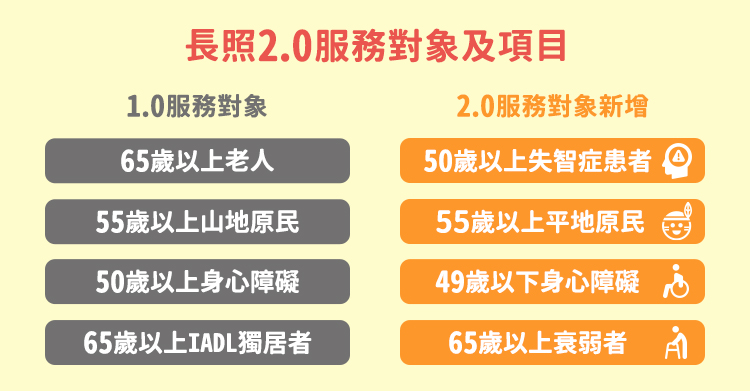 長照2.0服務對象及項目
1.0服務對象
65歲以上老人
55歲以上山地原民
50歲以上身心障礙
65歲以上IADL獨居者
2.0服務對象新增
50歲以上失智症患者
55歲以上平地原民
49歲以下身心障礙
65歲以上衰弱者